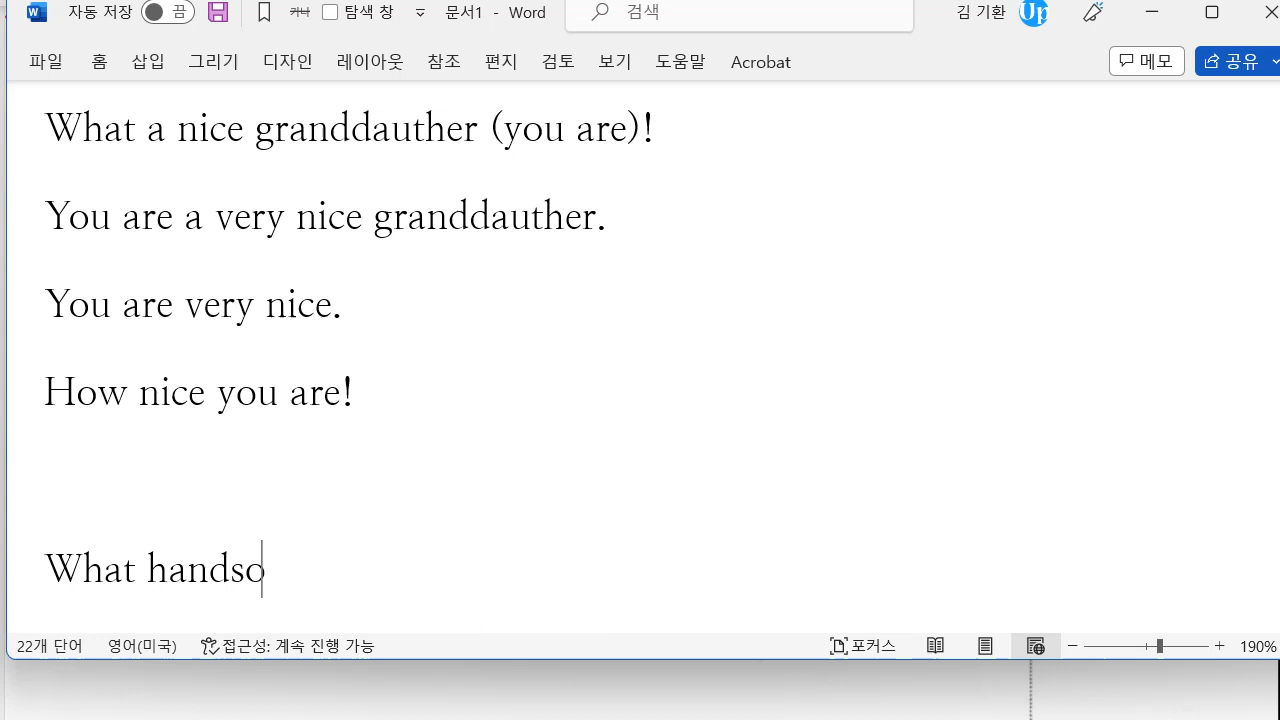 자동 저장 끔 가나 탐색 창 문서1 - Word 검색 김 기환 Up
파일 홈 삽입 그리기 디자인 레이아웃 참조 편지 검토 보기 도움말 Acrobat 메모 공유
What a nice granddauther (you are)!
You are a very nice granddauther.
You are very nice.
How nice you are!
What handso
22개 단어 영어(미국) 접근성: 계속 진행 가능 포커스 190%